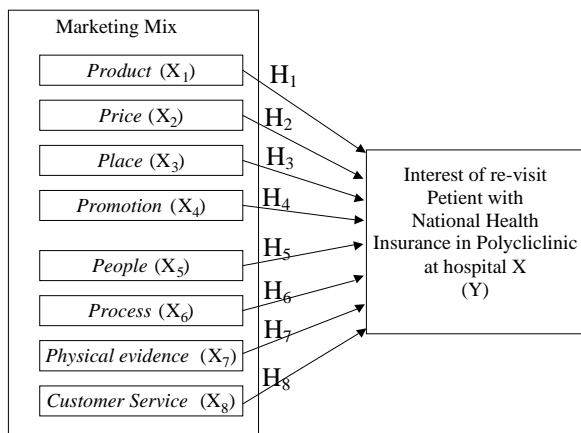 Marketing Mix
Product (X₁)
H₁
Price (X₂)
H₂
Place (X₃)
H₃
Promotion (X₄)
H₄
People (X₅)
H₅
Process (X₆)
H₆
Physical evidence (X₇)
H₇
Customer Service (X₈)
H₈
Interest of re-visit
Petient with
National Health
Insurance in Polycliclinic
at hospital X
(Y)